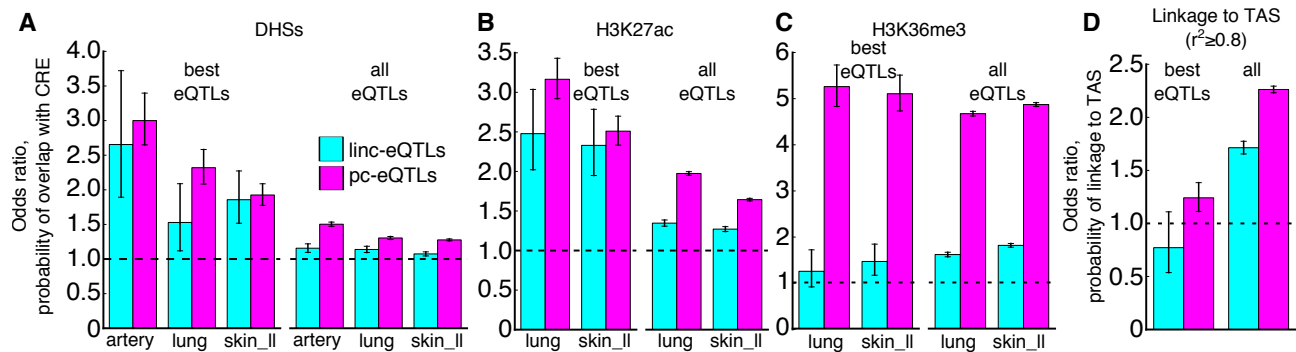 A
DHSs
Odds ratio,
probability of overlap with CRE
4.0
3.5
3.0
2.5
2.0
1.5
1.0
0.5
0
best
eQTLs
all
eQTLs
linc-eQTLs
pc-eQTLs
artery lung skin_ll artery lung skin_ll
B
H3K27ac
3.5
3.0
2.5
2.0
1.5
1.0
0.5
0
best
eQTLs
all
eQTLs
lung skin_ll lung skin_ll
C
H3K36me3
6
5
4
3
2
1
0
best
eQTLs
all
eQTLs
lung skin_ll lung skin_ll
D
Linkage to TAS
(r²≥0.8)
Odds ratio,
probability of linkage to TAS
2.5
2.0
1.5
1.0
0.5
0
best
eQTLs
all